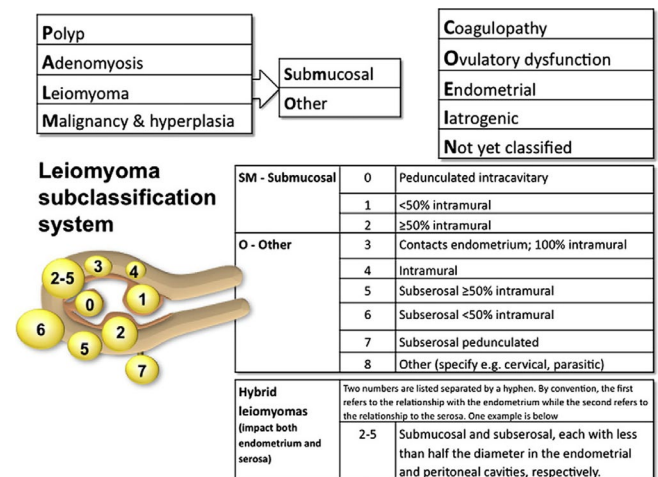 Polyp
Adenomyosis
Leiomyoma
Malignancy & hyperplasia
Submucosal
Other
Coagulopathy
Ovulatory dysfunction
Endometrial
Iatrogenic
Not yet classified
Leiomyoma
subclassification
system
3
4
2-5
0
1
6
2
5
7
SM - Submucosal
0
Pedunculated intracavitary
1
<50% intramural
2
≥50% intramural
O - Other
3
Contacts endometrium; 100% intramural
4
Intramural
5
Subserosal ≥50% intramural
6
Subserosal <50% intramural
7
Subserosal pedunculated
8
Other (specify e.g. cervical, parasitic)
Hybrid
leiomyomas
(impact both
endometrium and
serosa)
Two numbers are listed separated by a hyphen. By convention, the first
refers to the relationship with the endometrium while the second refers to
the relationship to the serosa. One example is below
2-5
Submucosal and subserosal, each with less
than half the diameter in the endometrial
and peritoneal cavities, respectively.